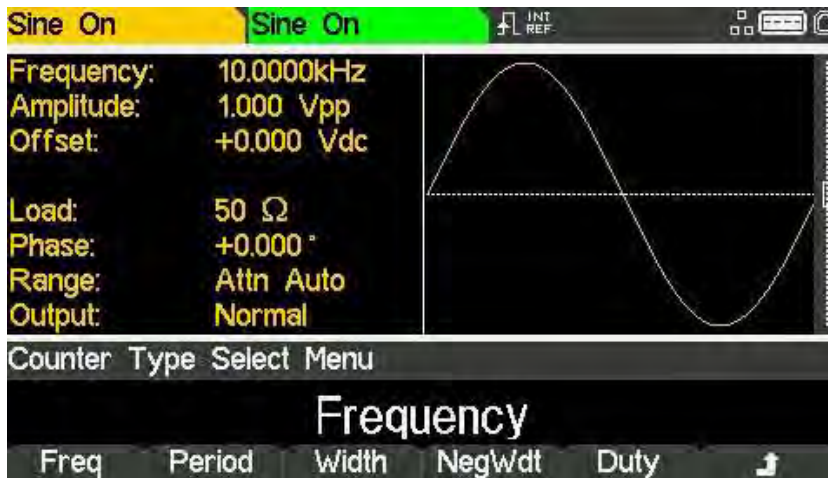 Sine On Sine On INT REF
Frequency: 10.0000kHz
Amplitude: 1.000 Vpp
Offset: +0.000 Vdc
Load: 50 Ω
Phase: +0.000 °
Range: Attn Auto
Output: Normal
Counter Type Select Menu
Frequency
Freq Period Width NegWdt Duty